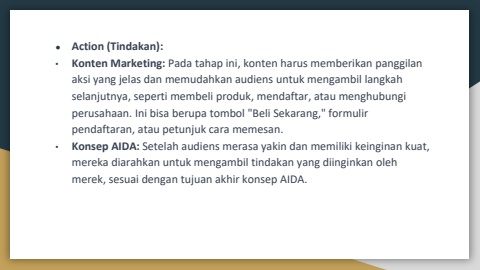 • Action (Tindakan):
• Konten Marketing: Pada tahap ini, konten harus memberikan panggilan
aksi yang jelas dan memudahkan audiens untuk mengambil langkah
selanjutnya, seperti membeli produk, mendaftar, atau menghubungi
perusahaan. Ini bisa berupa tombol "Beli Sekarang," formulir
pendaftaran, atau petunjuk cara memesan.
• Konsep AIDA: Setelah audiens merasa yakin dan memiliki keinginan kuat,
mereka diarahkan untuk mengambil tindakan yang diinginkan oleh
merek, sesuai dengan tujuan akhir konsep AIDA.